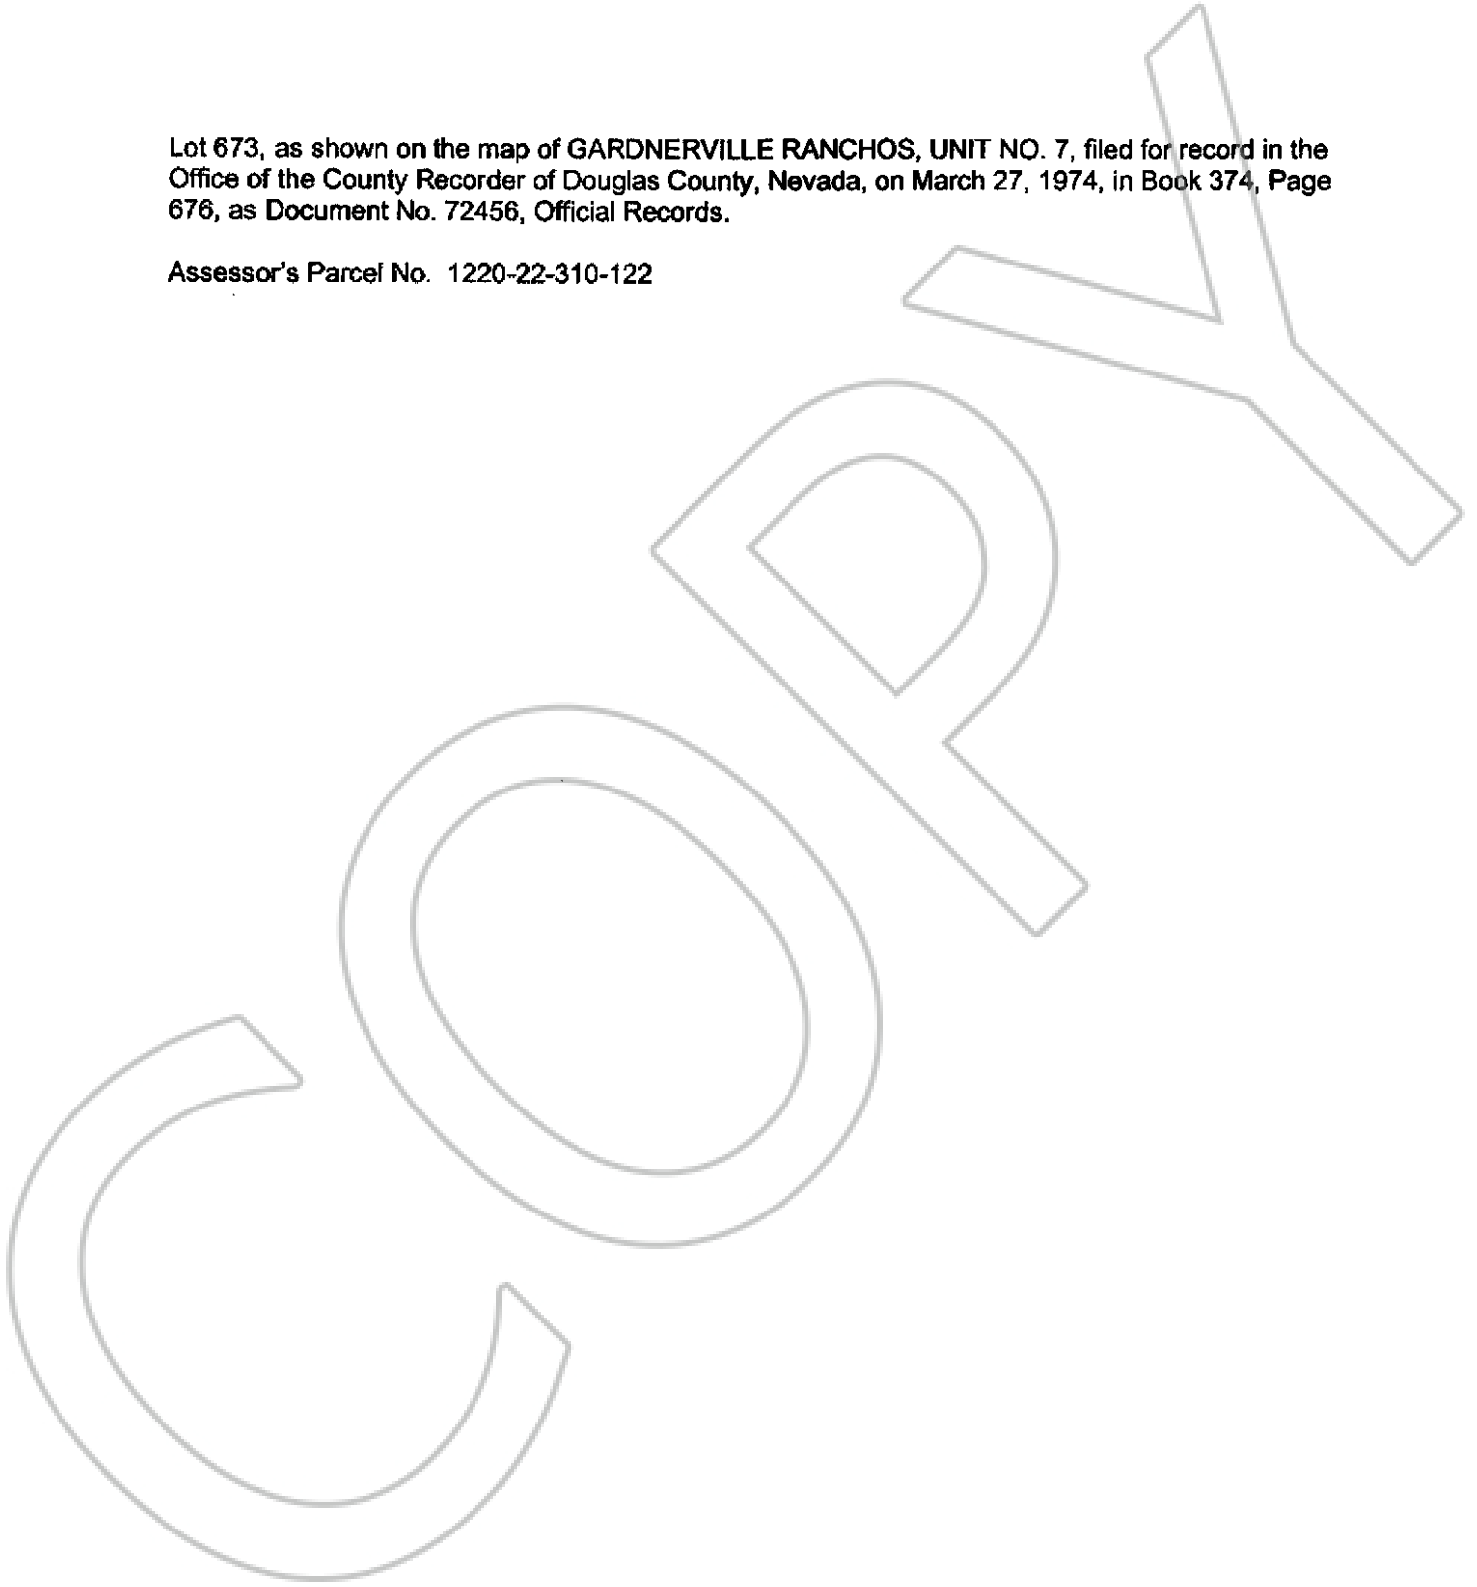 Lot 673, as shown on the map of GARDNERVILLE RANCHOS, UNIT NO. 7, filed for record in the
Office of the County Recorder of Douglas County, Nevada, on March 27, 1974, in Book 374, Page
676, as Document No. 72456, Official Records.
Assessor's Parcel No. 1220-22-310-122
COPY